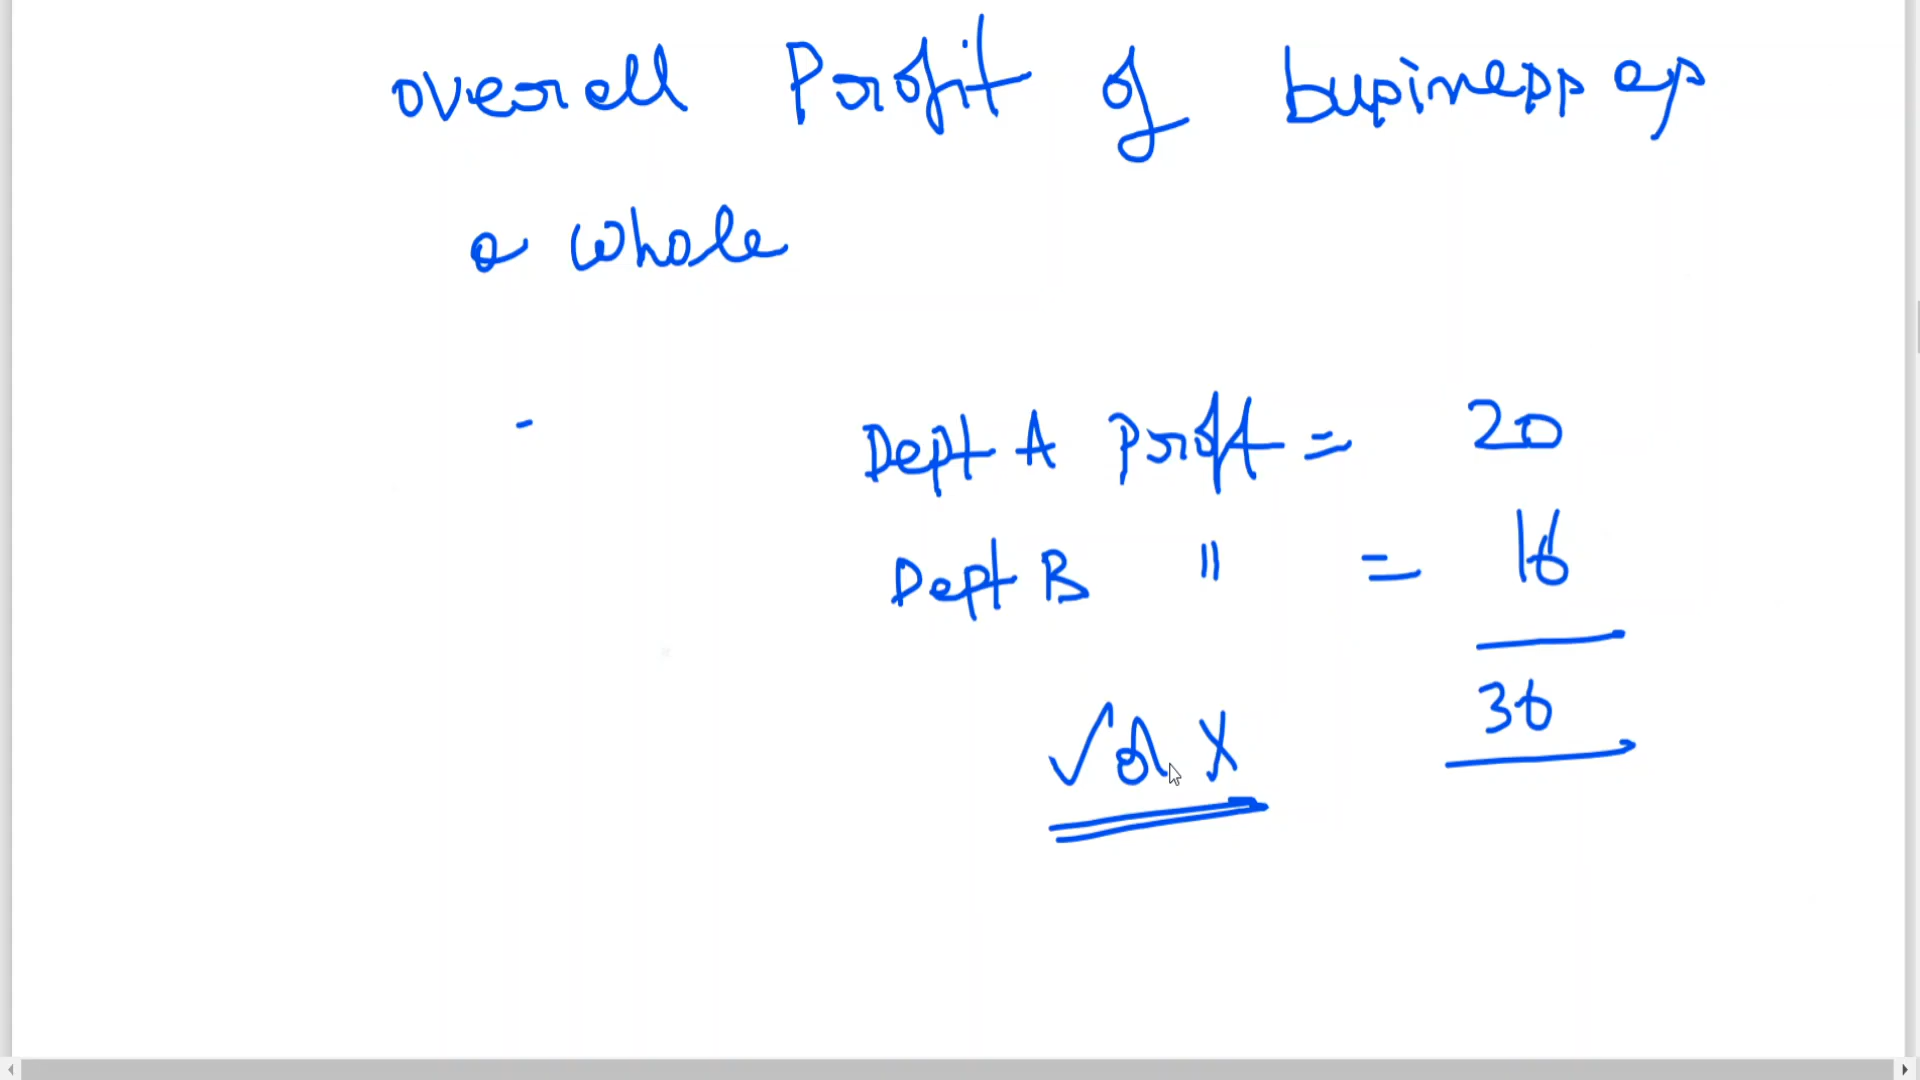 overall Profit of business as
a whole
- Dept A Profit = 20
Dept B " = 16
36
✓ or X